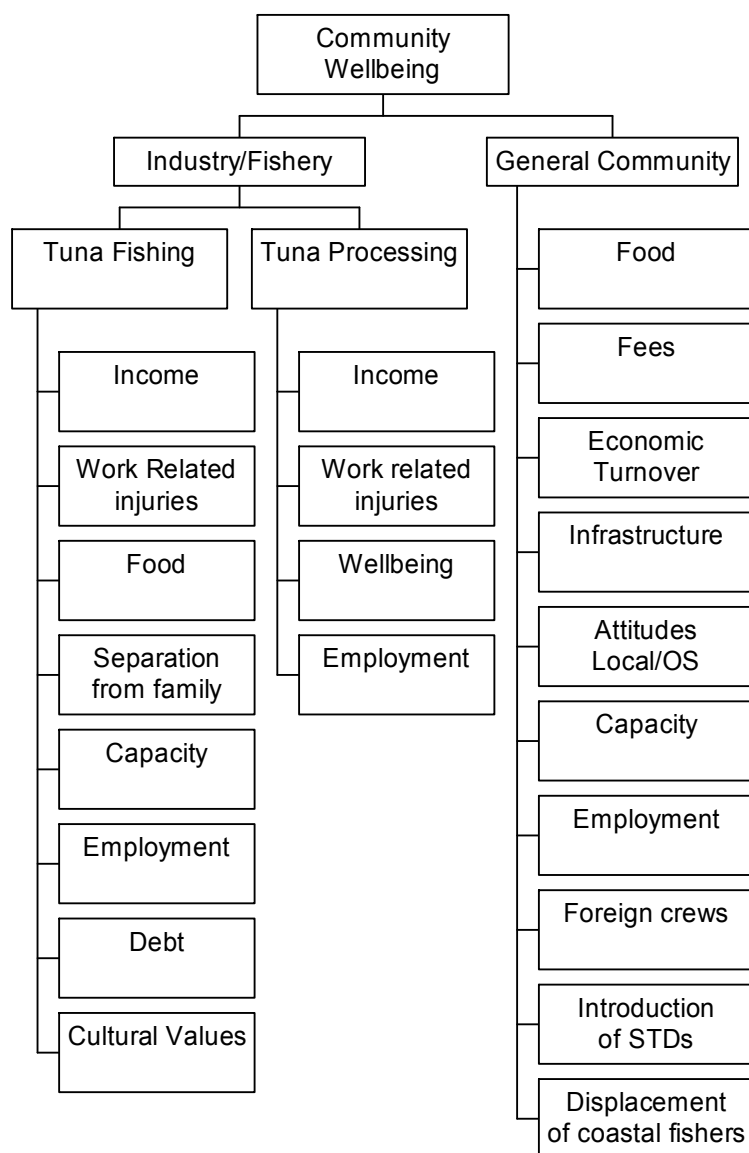 Community
Wellbeing
Industry/Fishery
General Community
Tuna Fishing
Tuna Processing
Income
Work Related
injuries
Food
Separation
from family
Capacity
Employment
Debt
Cultural Values
Income
Work related
injuries
Wellbeing
Employment
Food
Fees
Economic
Turnover
Infrastructure
Attitudes
Local/OS
Capacity
Employment
Foreign crews
Introduction
of STDs
Displacement
of coastal fishers